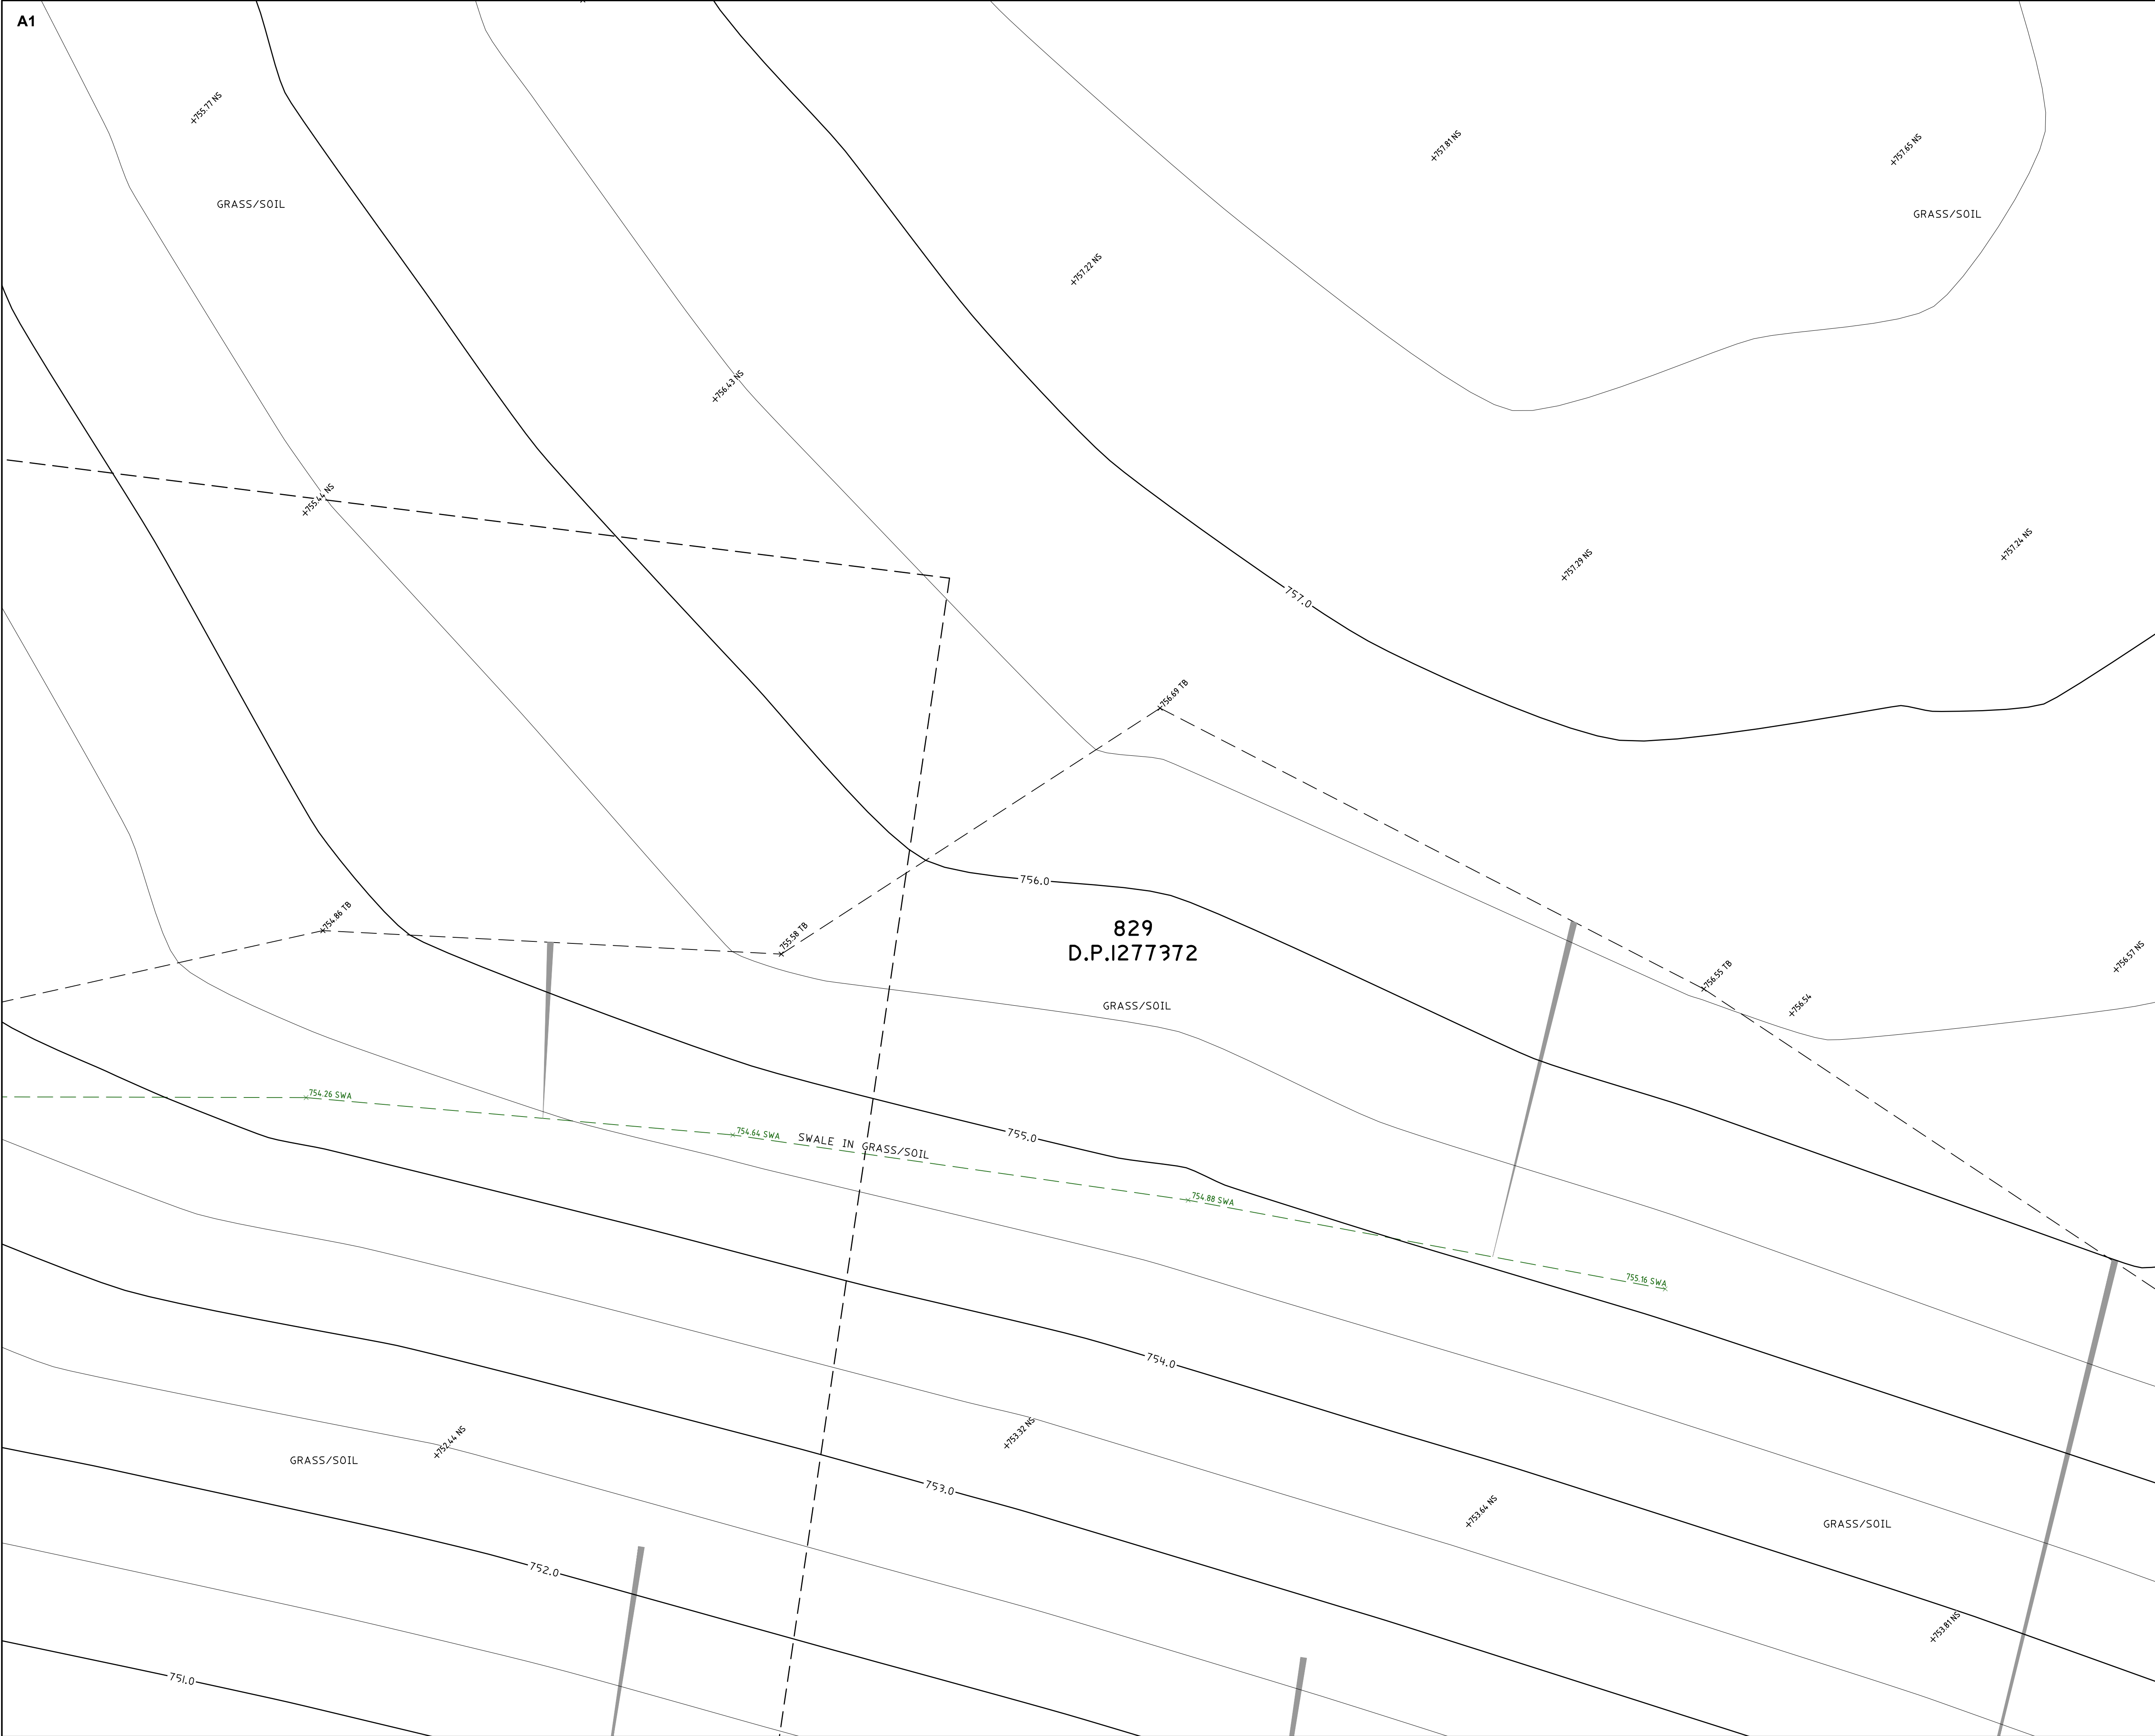 A1
+755.77 NS
+757.81 NS
+757.65 NS
GRASS/SOIL
GRASS/SOIL
+757.22 NS
+756.43 NS
+755.44 NS
+757.29 NS
+757.24 NS
757.0
+756.69 TB
756.0
+754.86 TB
755.58 TB
829
D.P.1277372
+756.55 TB
+756.54
+756.57 NS
GRASS/SOIL
754.26 SWA
754.64 SWA
SWALE IN GRASS/SOIL
755.0
754.88 SWA
755.16 SWA
754.0
+752.44 NS
+753.32 NS
GRASS/SOIL
753.0
+753.64 NS
GRASS/SOIL
752.0
+753.81 NS
751.0